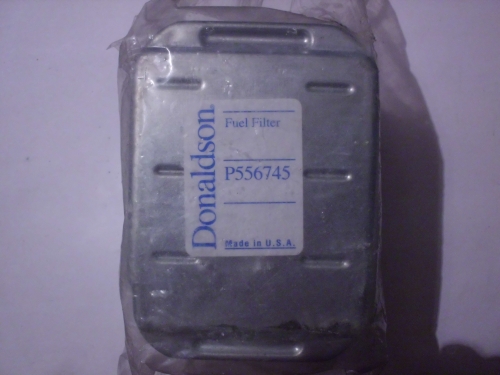 Donaldson
Fuel Filter
P556745
Made in U.S.A.